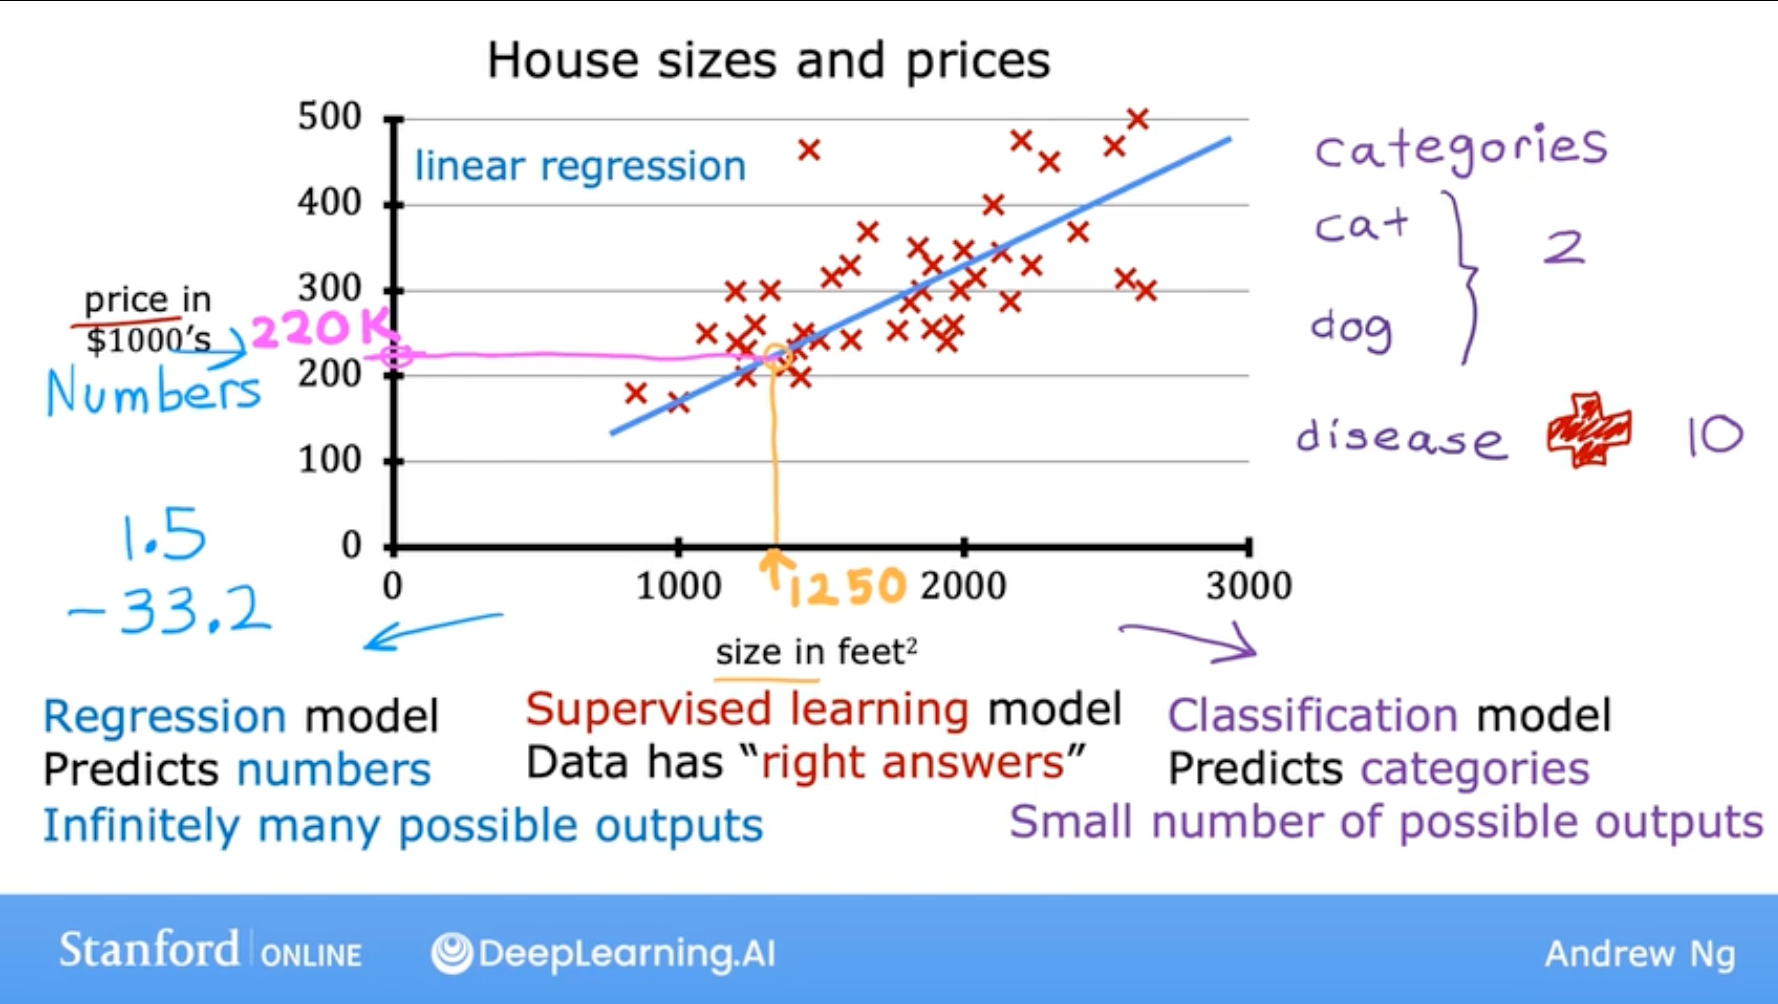 House sizes and prices
500
linear regression
400
300
200
100
0
price in
$1000's
220K
Numbers
1.5
-33.2
0 1000 2000 3000
1250
size in feet²
categories
cat
dog
2
disease 10
Regression model
Predicts numbers
Infinitely many possible outputs
Supervised learning model
Data has “right answers”
Classification model
Predicts categories
Small number of possible outputs
Stanford ONLINE DeepLearning.AI Andrew Ng